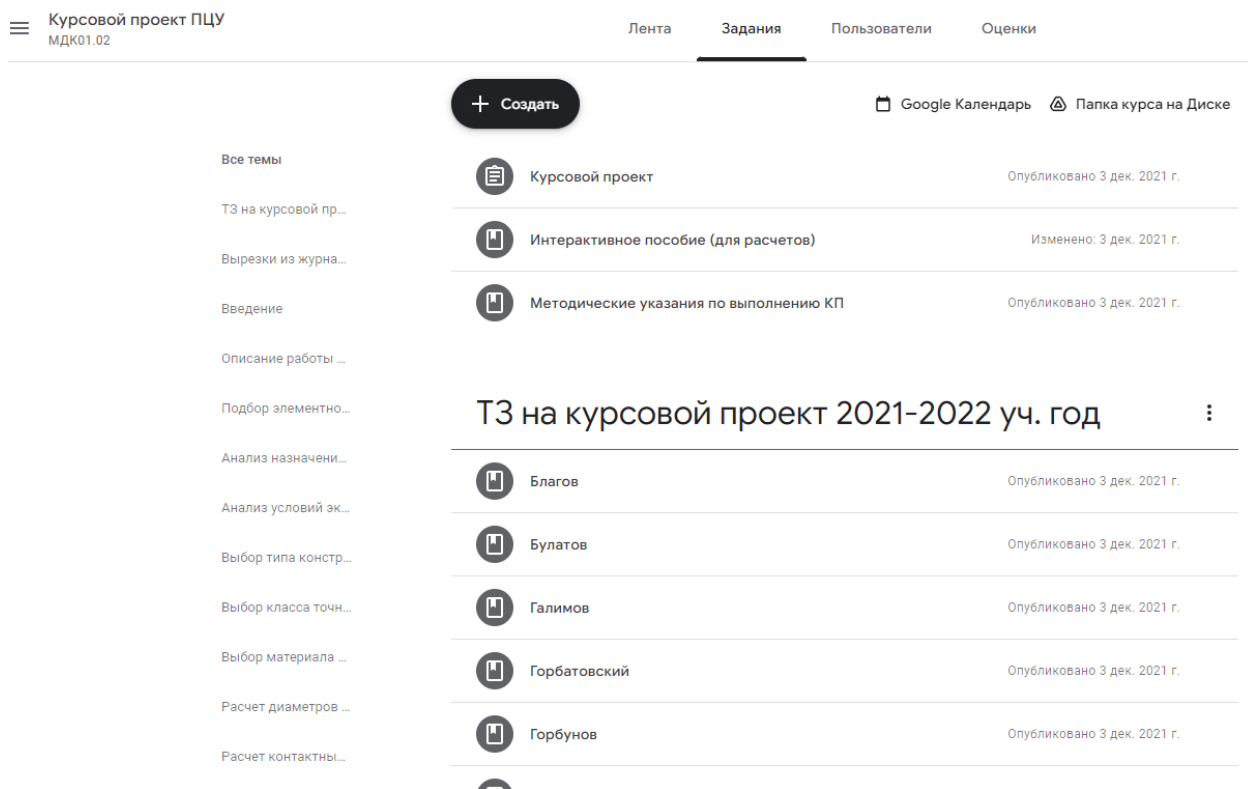 Курсовой проект ПЦУ
МДК01.02
Лента Задания Пользователи Оценки
Создать
Google Календарь Папка курса на Диске
Все темы
ТЗ на курсовой пр...
Вырезки из журна...
Введение
Описание работы ...
Подбор элементно...
Анализ назначени...
Анализ условий эк...
Выбор типа констр...
Выбор класса точн...
Выбор материала ...
Расчет диаметров ...
Расчет контактны...
Курсовой проект Опубликовано 3 дек. 2021 г.
Интерактивное пособие (для расчетов) Изменено: 3 дек. 2021 г.
Методические указания по выполнению КП Опубликовано 3 дек. 2021 г.
ТЗ на курсовой проект 2021-2022 уч. год
Благов Опубликовано 3 дек. 2021 г.
Булатов Опубликовано 3 дек. 2021 г.
Галимов Опубликовано 3 дек. 2021 г.
Горбатовский Опубликовано 3 дек. 2021 г.
Горбунов Опубликовано 3 дек. 2021 г.